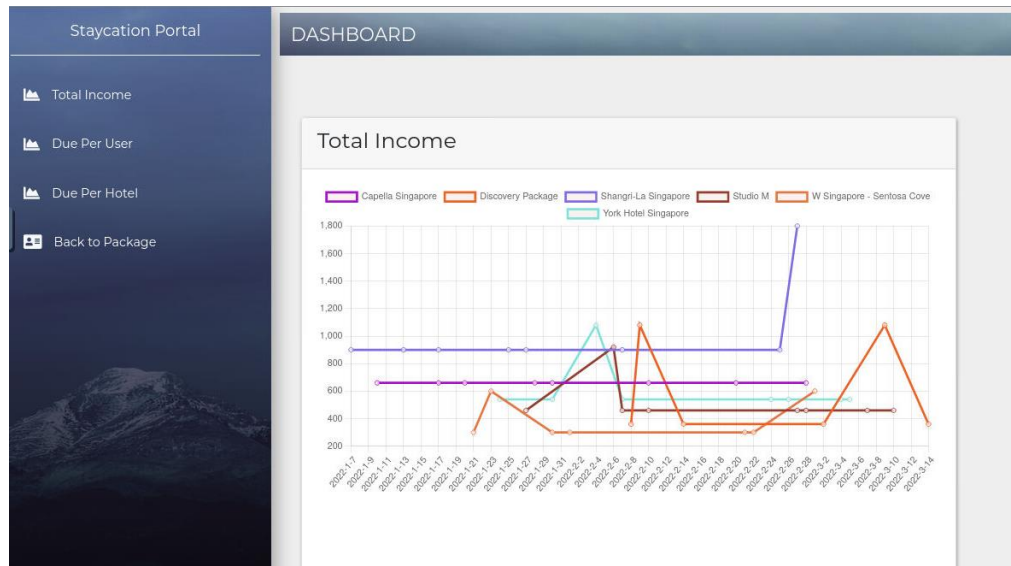 Staycation Portal
DASHBOARD
Total Income
Due Per User
Due Per Hotel
Back to Package
Total Income
Capella Singapore Discovery Package Shangri-La Singapore Studio M W Singapore - Sentosa Cove
York Hotel Singapore
1,800
1,600
1,400
1,200
1,000
800
600
400
200
2022-1-7 2022-1-9 2022-1-11 2022-1-13 2022-1-15 2022-1-17 2022-1-19 2022-1-21 2022-1-23 2022-1-25 2022-1-27 2022-1-29 2022-1-31 2022-2-2 2022-2-4 2022-2-6 2022-2-8 2022-2-10 2022-2-12 2022-2-14 2022-2-16 2022-2-18 2022-2-20 2022-2-22 2022-2-24 2022-2-26 2022-2-28 2022-3-2 2022-3-4 2022-3-6 2022-3-8 2022-3-10 2022-3-12 2022-3-14